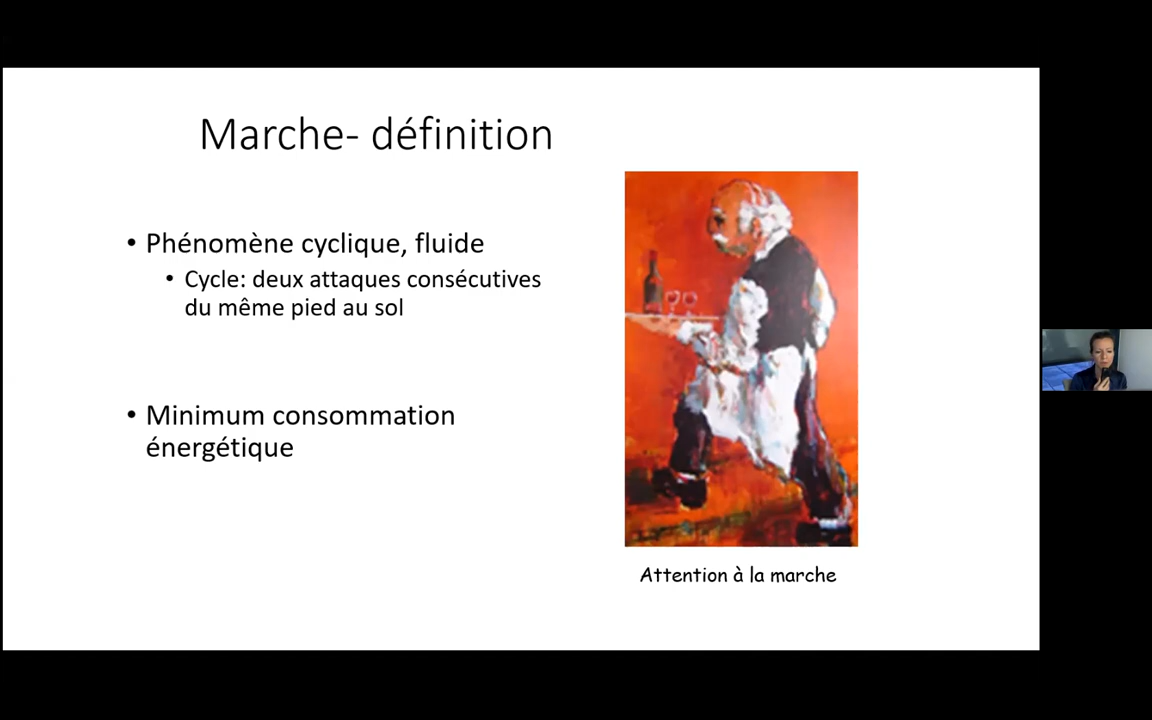 Marche- définition
• Phénomène cyclique, fluide
• Cycle: deux attaques consécutives
du même pied au sol
• Minimum consommation
énergétique
Attention à la marche